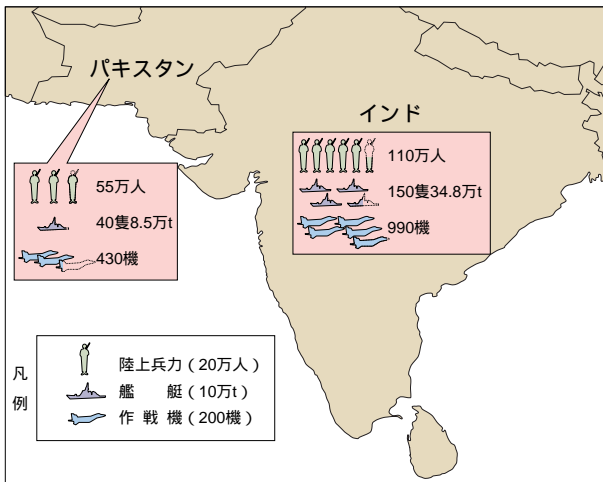 パキスタン
55万人
40隻8.5万t
430機
インド
110万人
150隻34.8万t
990機
凡例
陸上兵力（20万人）
艦　艇（10万t）
作戦機（200機）